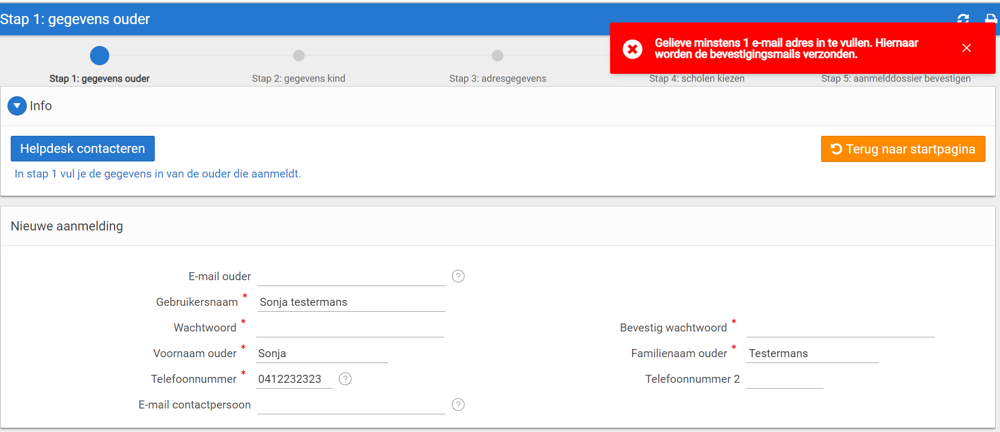 Stap 1: gegevens ouder
Gelieve minstens 1 e-mail adres in te vullen. Hiernaar
worden de bevestigingsmails verzonden.
Stap 1: gegevens ouder
Stap 2: gegevens kind
Stap 3: adresgegevens
Stap 4: scholen kiezen
Stap 5: aanmelddossier bevestigen
Info
Helpdesk contacteren
Terug naar startpagina
In stap 1 vul je de gegevens in van de ouder die aanmeldt.
Nieuwe aanmelding
E-mail ouder ?
Gebruikersnaam * Sonja testermans
Wachtwoord *
Bevestig wachtwoord *
Voornaam ouder * Sonja
Familienaam ouder * Testermans
Telefoonnummer * 0412232323 ?
Telefoonnummer 2
E-mail contactpersoon ?